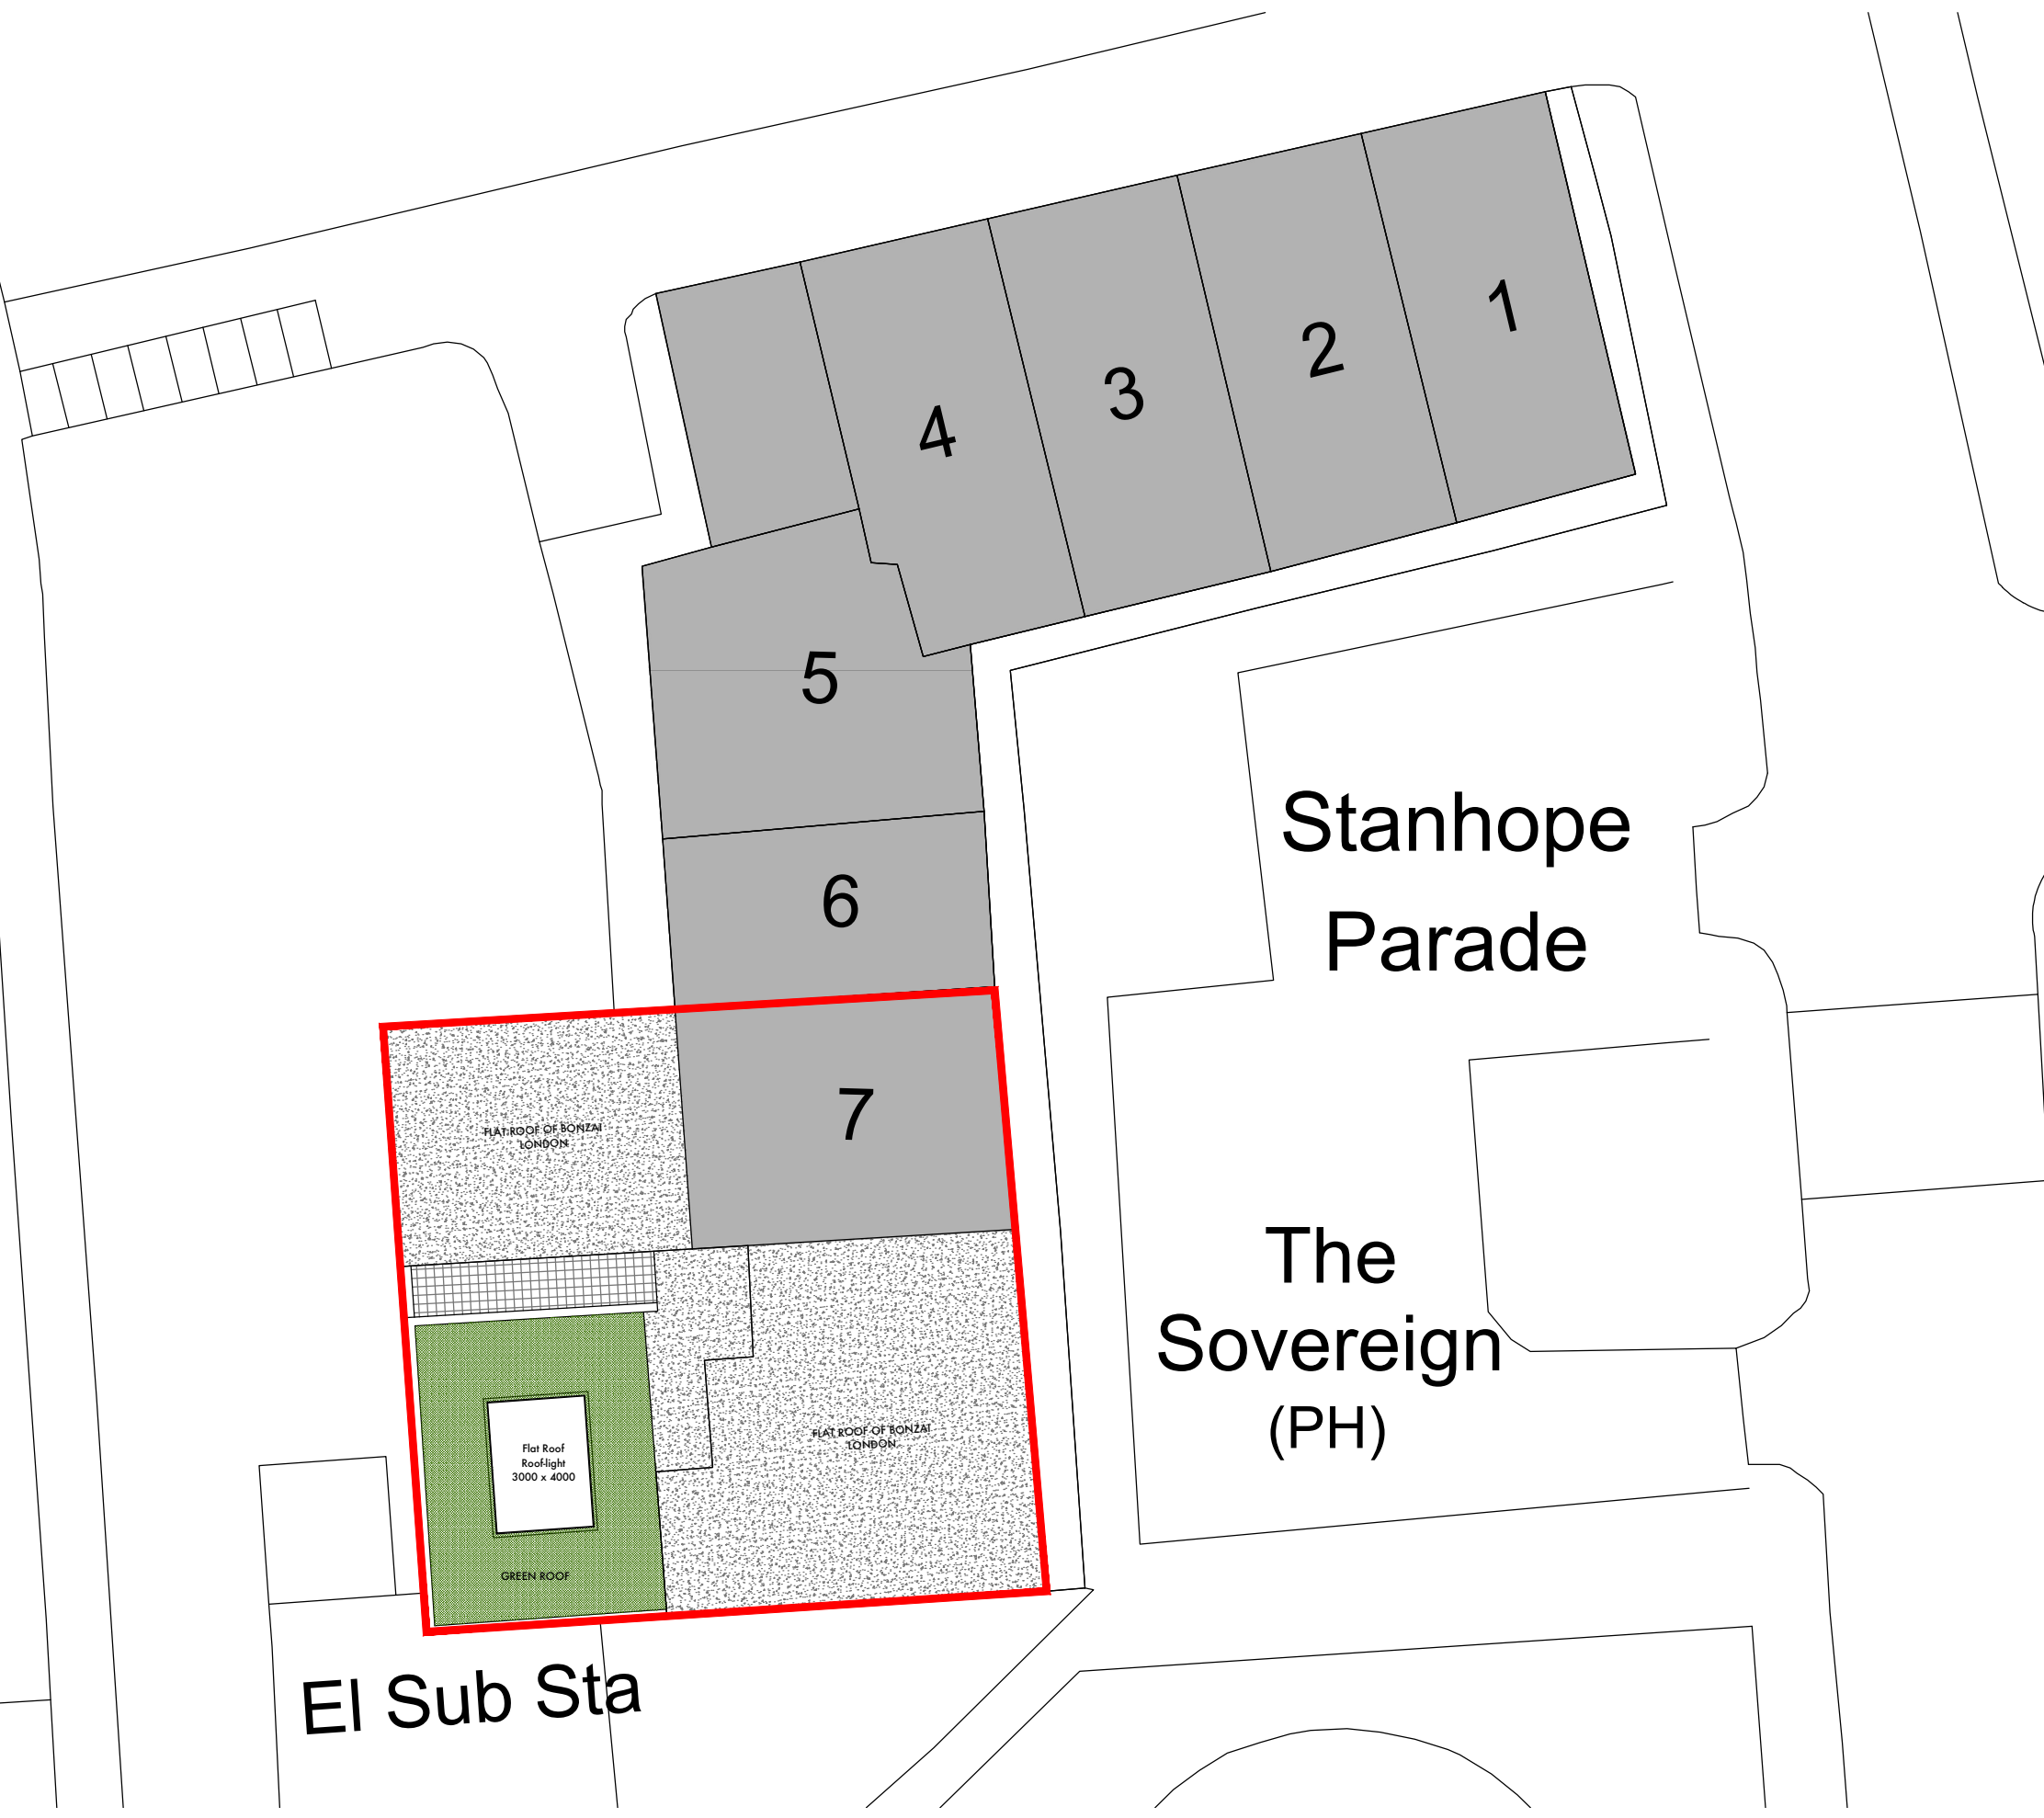 1
2
3
4
5
Stanhope
Parade
6
7
FLAT ROOF OF BONZAI
LONDON
The
Sovereign
(PH)
FLAT ROOF OF BONZAI
LONDON
Flat Roof
Roof-light
3000 x 4000
GREEN ROOF
El Sub Sta